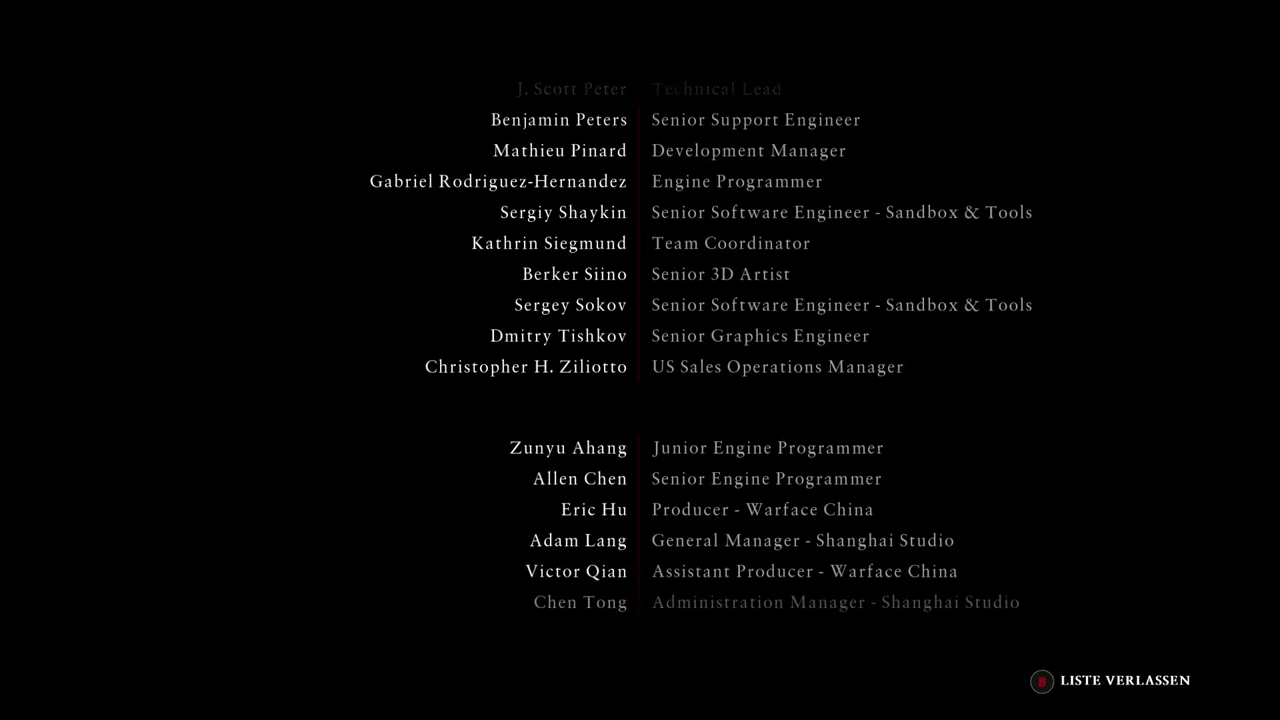 J. Scott Peter Technical Lead
Benjamin Peters Senior Support Engineer
Mathieu Pinard Development Manager
Gabriel Rodriguez-Hernandez Engine Programmer
Sergiy Shaykin Senior Software Engineer - Sandbox & Tools
Kathrin Siegmund Team Coordinator
Berker Siino Senior 3D Artist
Sergey Sokov Senior Software Engineer - Sandbox & Tools
Dmitry Tishkov Senior Graphics Engineer
Christopher H. Ziliotto US Sales Operations Manager
Zunyu Ahang Junior Engine Programmer
Allen Chen Senior Engine Programmer
Eric Hu Producer - Warface China
Adam Lang General Manager - Shanghai Studio
Victor Qian Assistant Producer - Warface China
Chen Tong Administration Manager - Shanghai Studio
B LISTE VERLASSEN